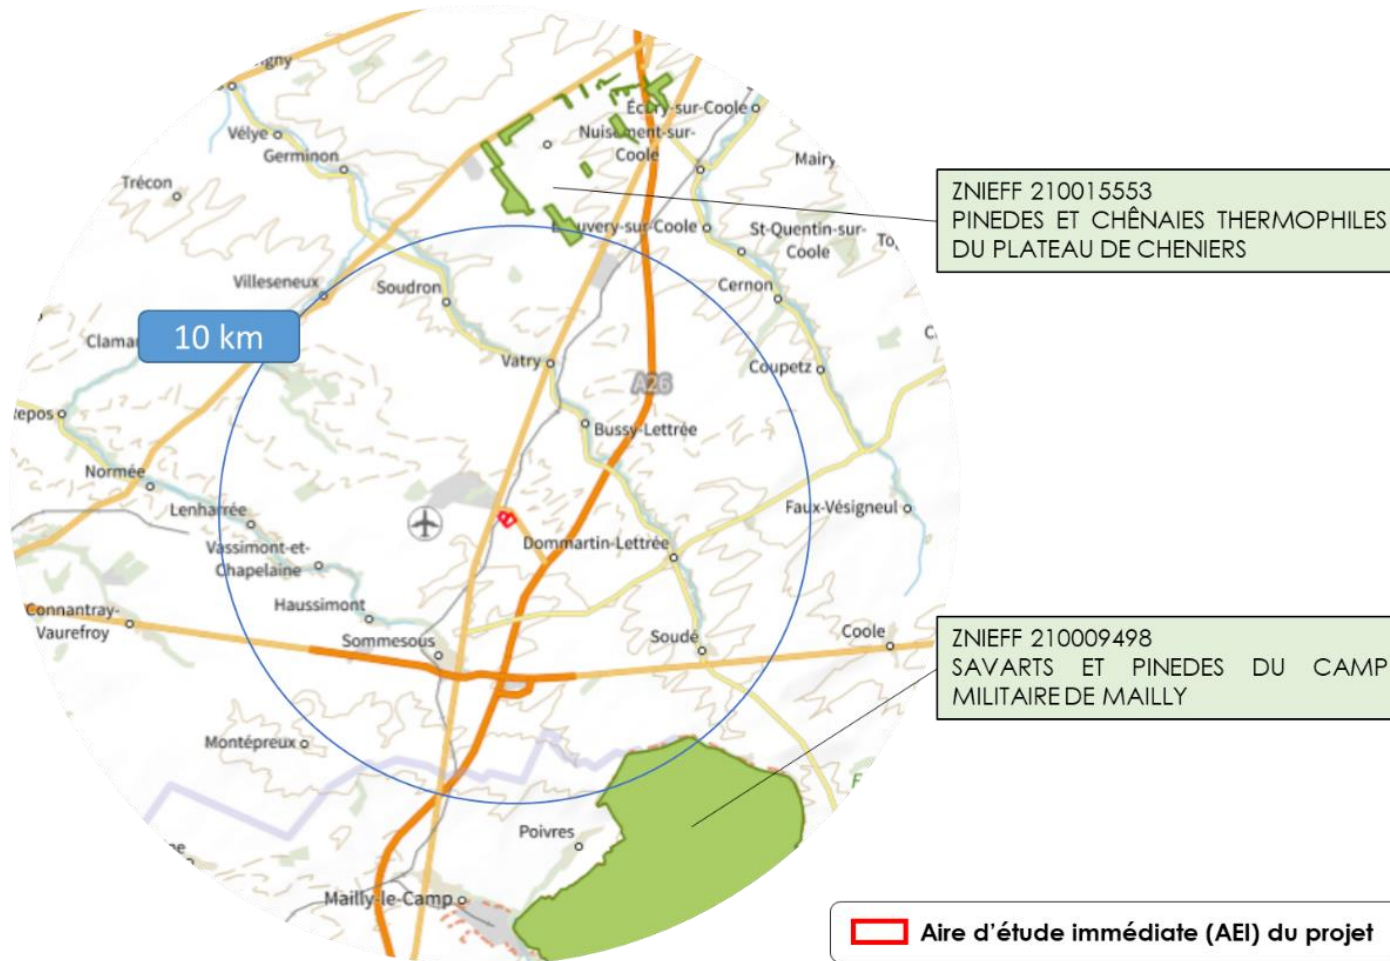 Écury-sur-Coole
Vélye
Nuisement-sur-
Coole
Germinon
Mairy
Trécon
ZNIEFF 210015553
PINEDES ET CHÊNAIES THERMOPHILES
DU PLATEAU DE CHENIERS
St-Quentin-sur-
Coole
Villeseneux
Soudron
Cernon
10 km
Vatry
Coupetz
A26
Bussy-Lettrée
Normée
Lenharrée
Faux-Vésigneul
Vassimont-et-
Chapelaine
Dommartin-Lettrée
Haussimont
Connantray-
Vaurefroy
Sommesous
Soudé
Coole
ZNIEFF 210009498
SAVARTS ET PINEDES DU CAMP
MILITAIRE DE MAILLY
Montépreux
Poivres
Mailly-le-Camp
Aire d'étude immédiate (AEI) du projet